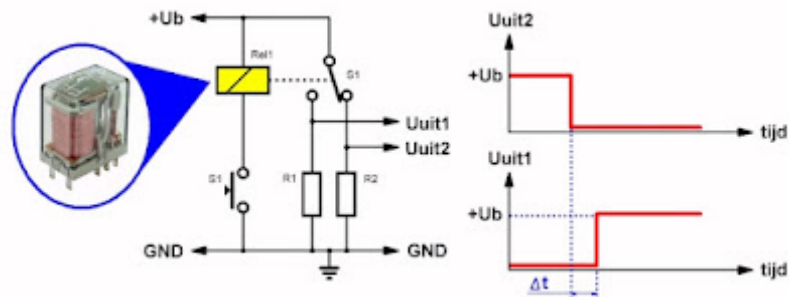 +Ub
Rel1
S1
Uuit1
Uuit2
S1
R1
R2
GND
GND
Uuit2
+Ub
tijd
Uuit1
+Ub
tijd
Δt